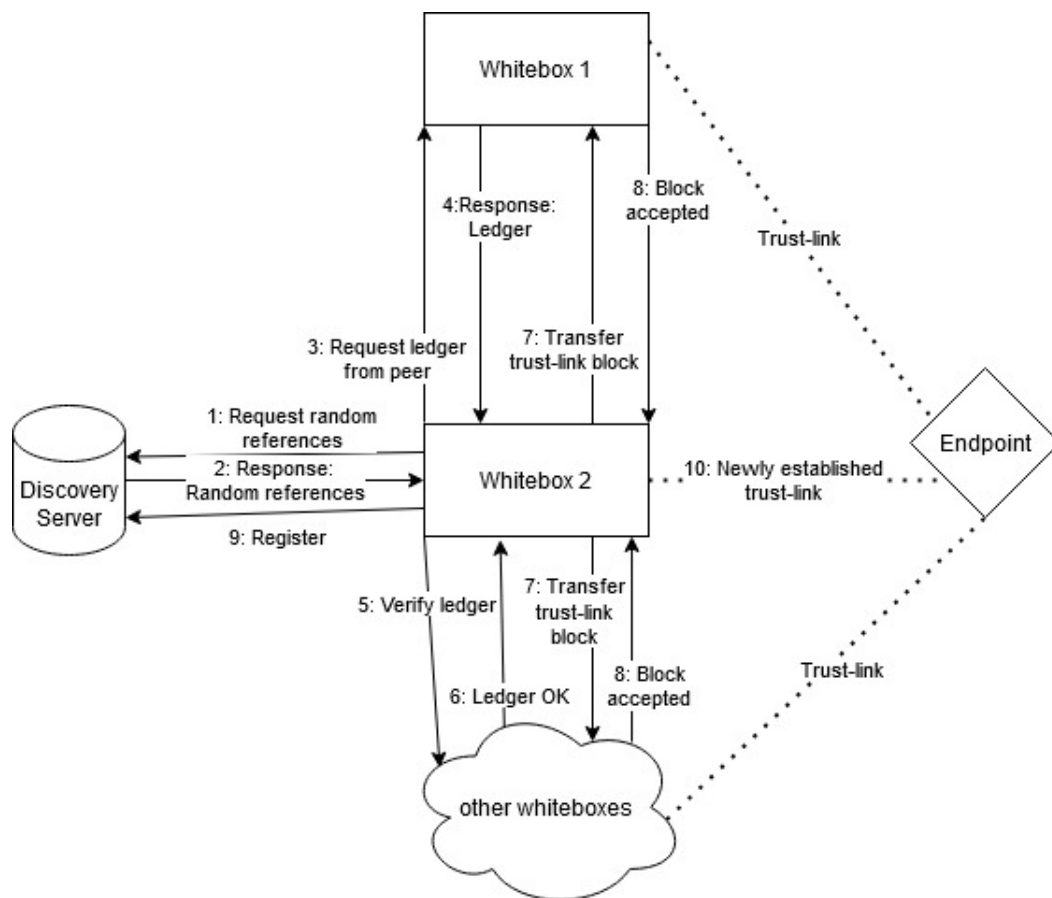 Whitebox 1
4:Response:
Ledger
8: Block
accepted
Trust-link
3: Request ledger
from peer
7: Transfer
trust-link block
1: Request random
references
2: Response:
Random references
Discovery
Server
9: Register
Whitebox 2
10: Newly established
trust-link
Endpoint
5: Verify ledger
7: Transfer
trust-link
block
6: Ledger OK
8: Block
accepted
Trust-link
other whiteboxes